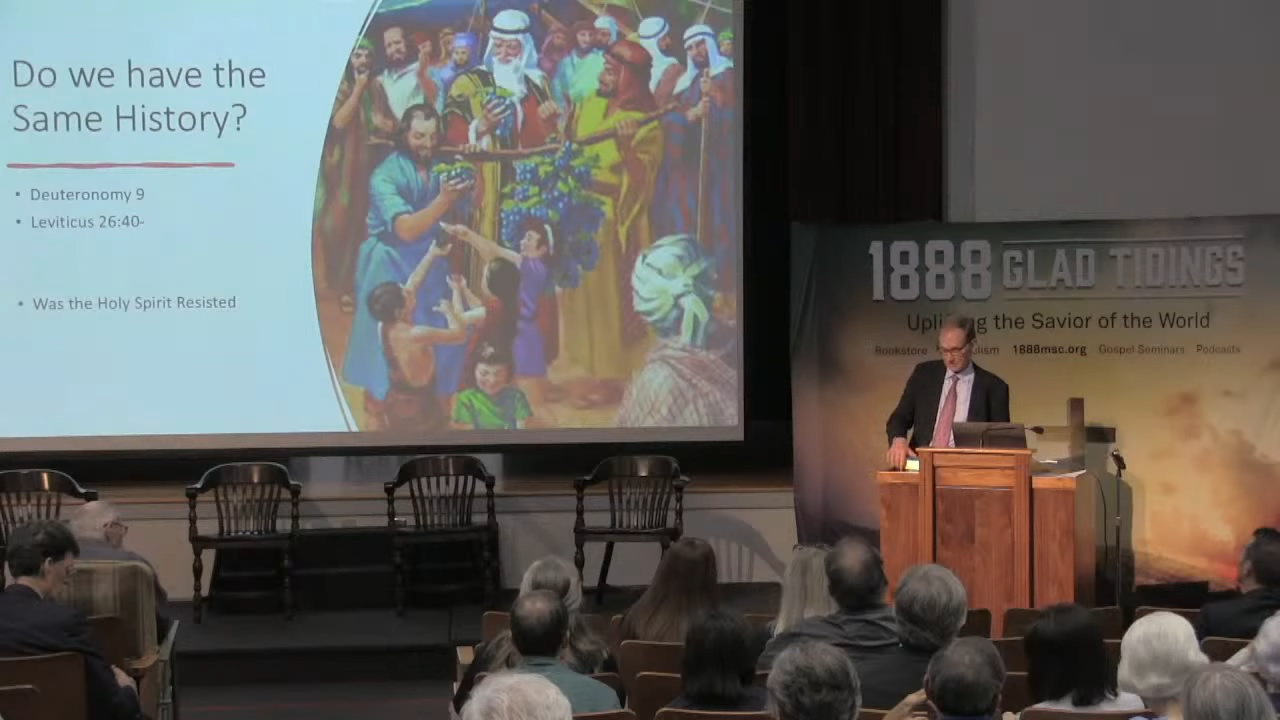 Do we have the
Same History?
• Deuteronomy 9
• Leviticus 26:40-
• Was the Holy Spirit Resisted
1888 GLAD TIDINGS
the Savior of the World
Bookstore 1888msc.org Gospel Seminars Podcasts